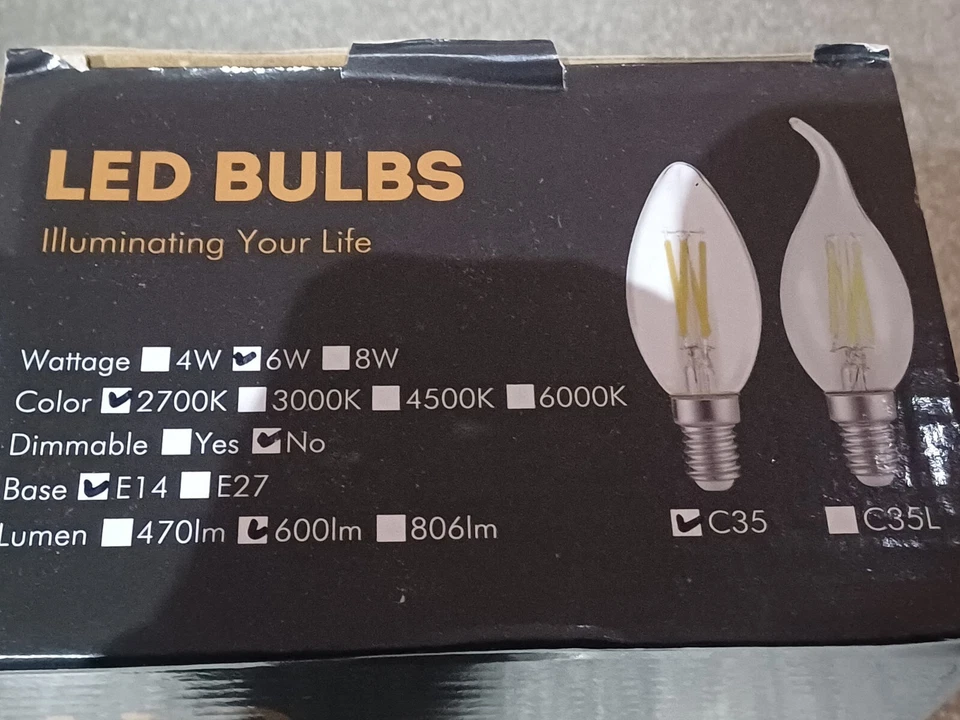 LED BULBS
Illuminating Your Life
Wattage 4W 6W 8W
Color 2700K 3000K 4500K 6000K
Dimmable Yes No
Base E14 E27
Lumen 470lm 600lm 806lm
C35 C35L